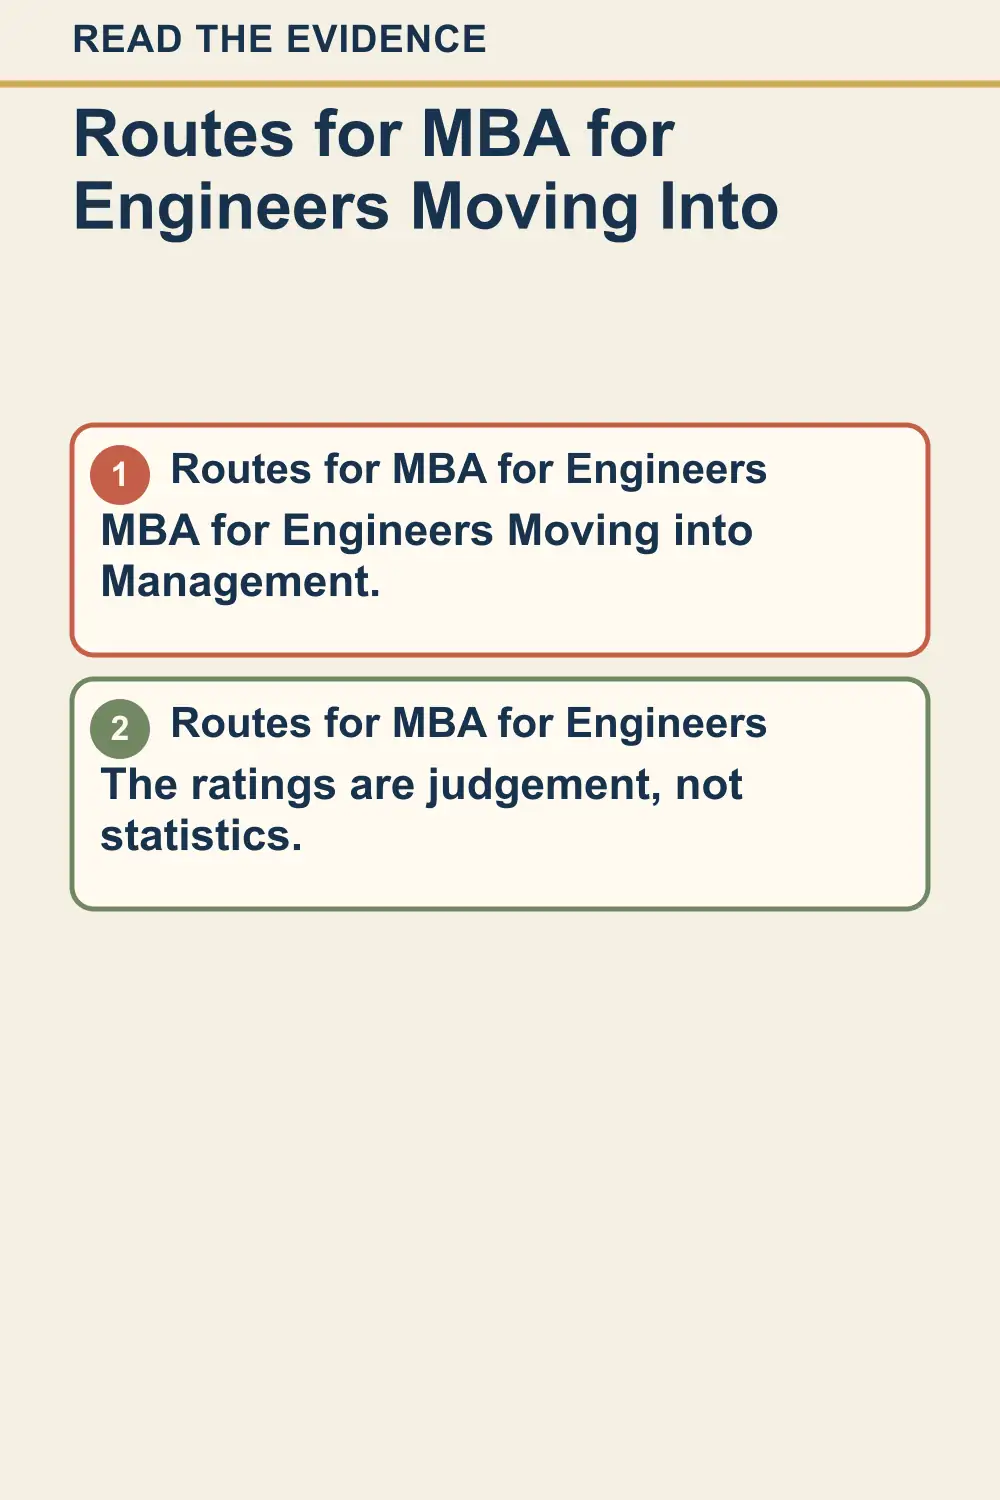 READ THE EVIDENCE
Routes for MBA for
Engineers Moving Into
1 Routes for MBA for Engineers
MBA for Engineers Moving into
Management.
2 Routes for MBA for Engineers
The ratings are judgement, not
statistics.